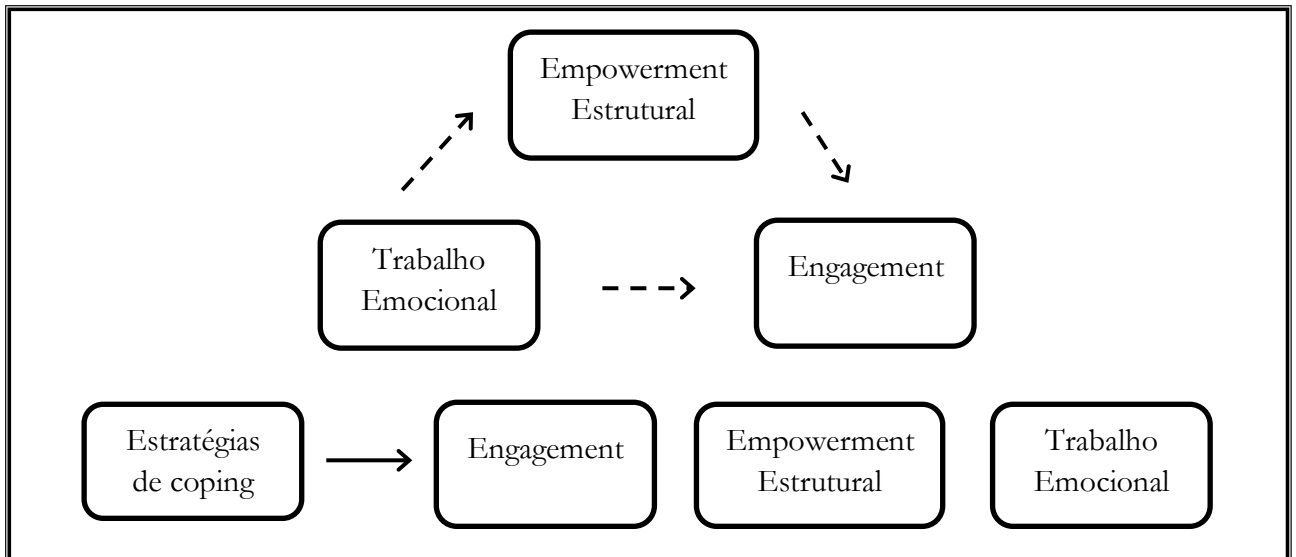 Empowerment
Estrutural
Trabalho
Emocional
Engagement
Estratégias
de coping
Engagement
Empowerment
Estrutural
Trabalho
Emocional